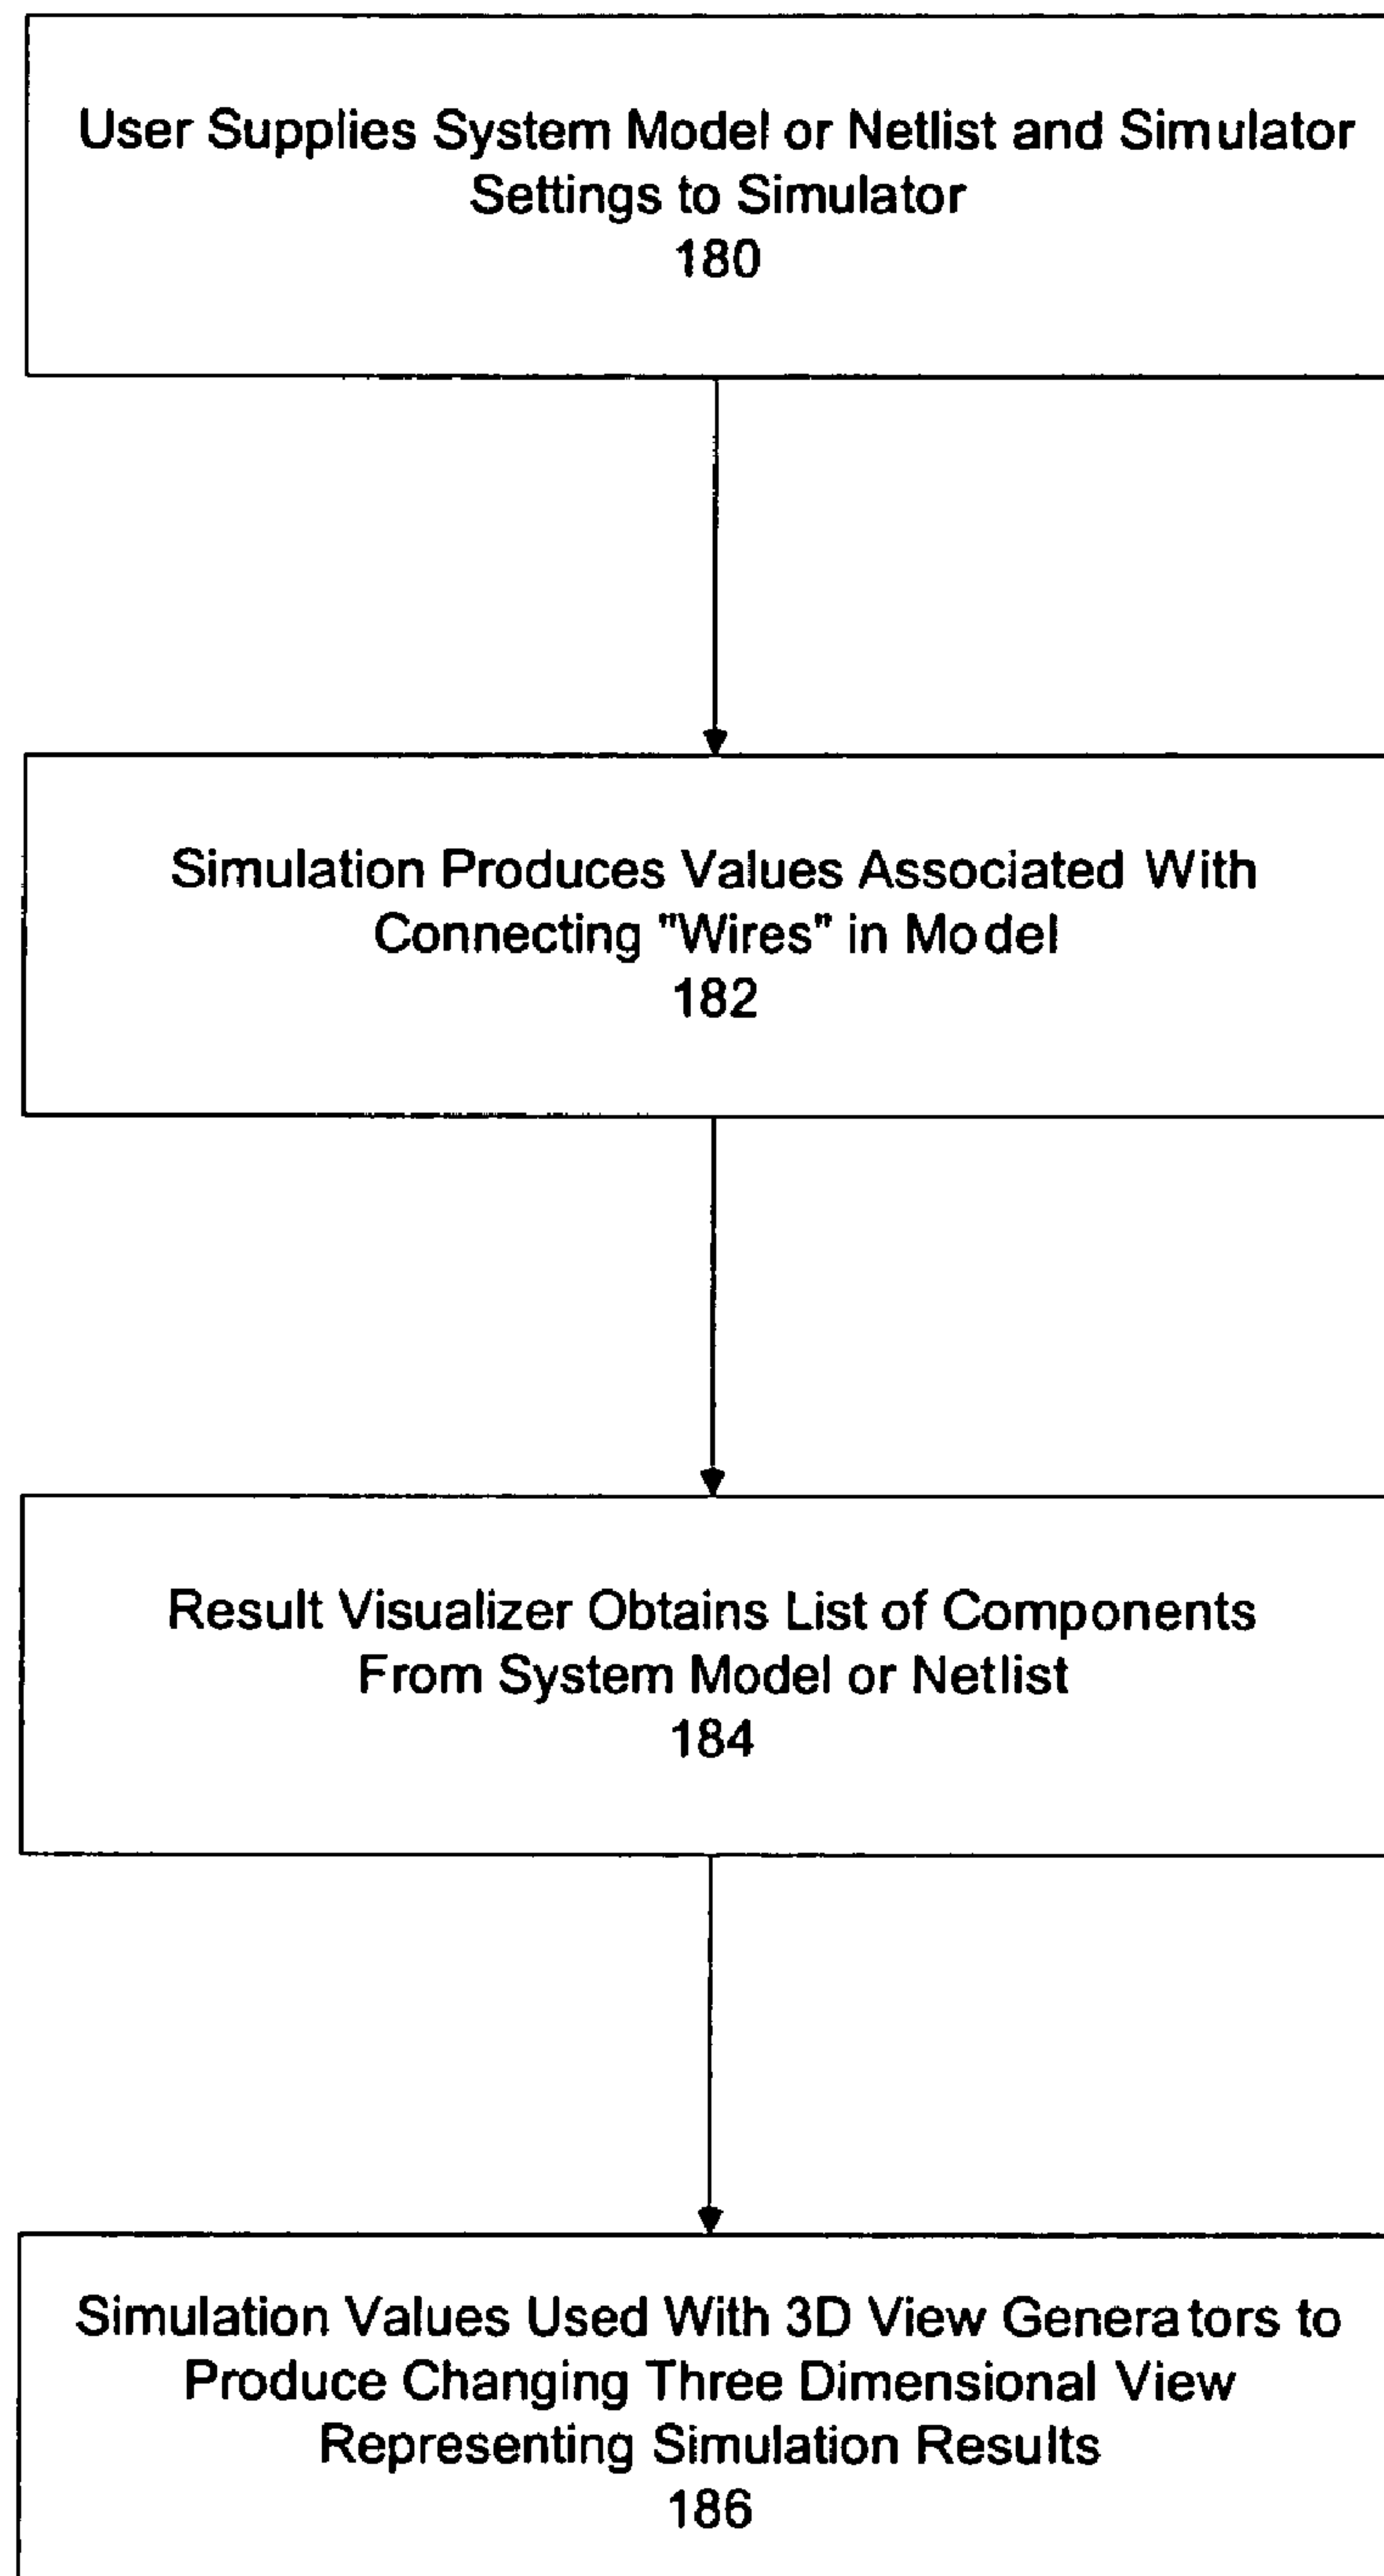 User Supplies System Model or Netlist and Simulator
Settings to Simulator
180
Simulation Produces Values Associated With
Connecting "Wires" in Model
182
Result Visualizer Obtains List of Components
From System Model or Netlist
184
Simulation Values Used With 3D View Generators to
Produce Changing Three Dimensional View
Representing Simulation Results
186